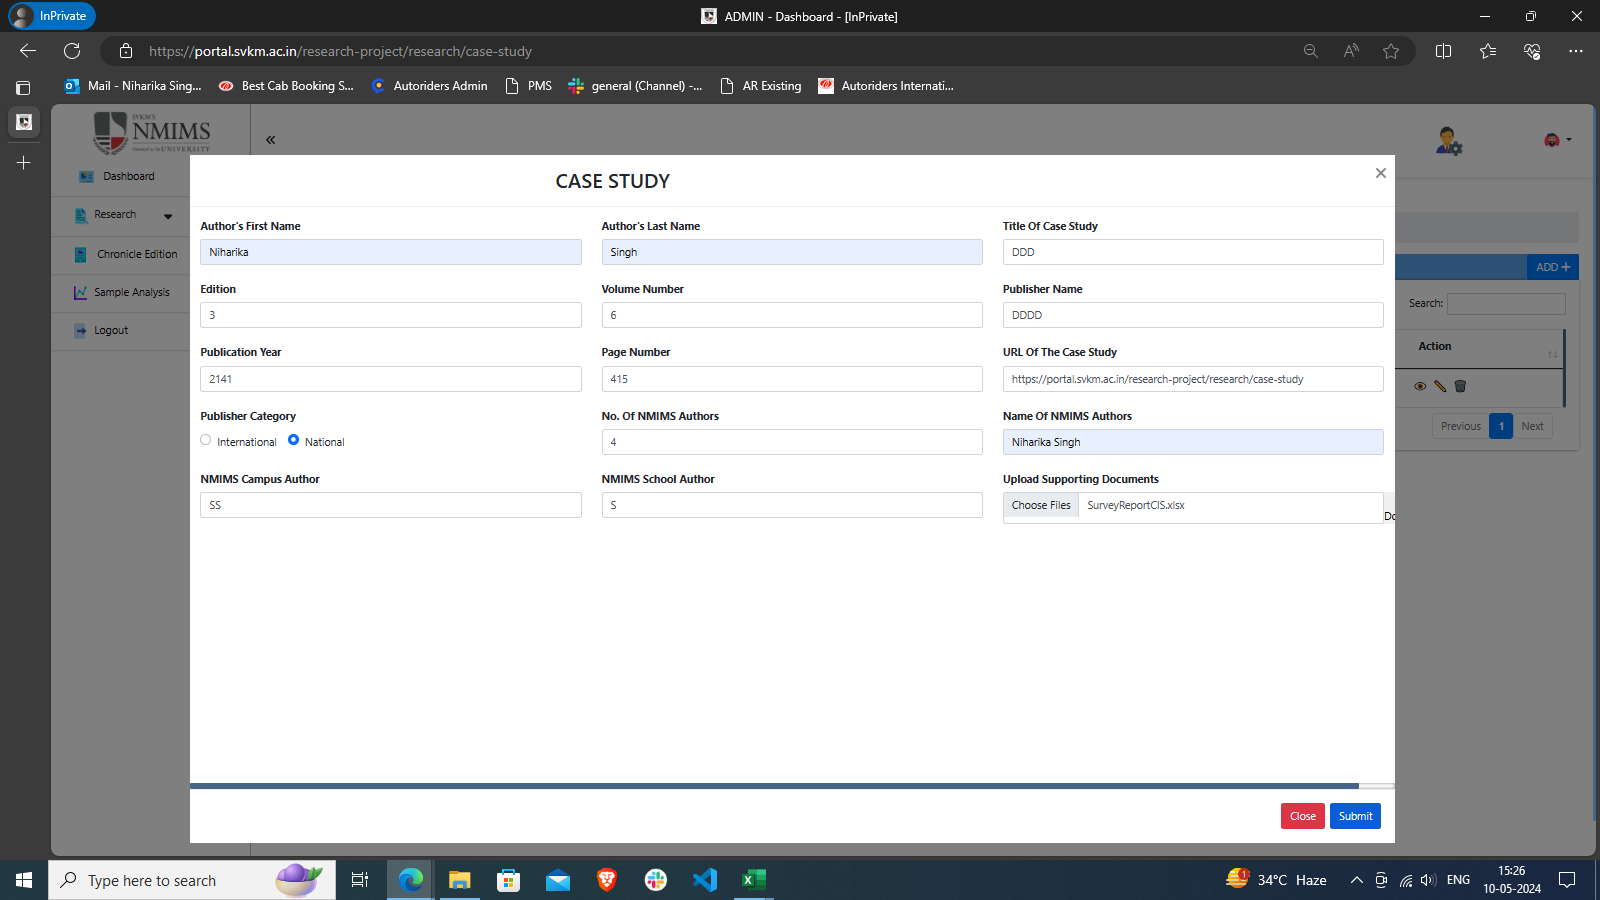 InPrivate
ADMIN - Dashboard - [InPrivate]
https://portal.svkm.ac.in/research-project/research/case-study
Mail - Niharika Sing...
Best Cab Booking S...
Autoriders Admin
PMS
general (Channel) -...
AR Existing
Autoriders Internati...
SVKM'S
NMIMS
UNIVERSITY
«
Dashboard
Research
Chronicle Edition
Sample Analysis
Logout
CASE STUDY
×
Author's First Name
Niharika
Author's Last Name
Singh
Title Of Case Study
DDD
Edition
3
Volume Number
6
Publisher Name
DDDD
Publication Year
2141
Page Number
415
URL Of The Case Study
https://portal.svkm.ac.in/research-project/research/case-study
Publisher Category
International
National
No. Of NMIMS Authors
4
Name Of NMIMS Authors
Niharika Singh
NMIMS Campus Author
SS
NMIMS School Author
S
Upload Supporting Documents
Choose Files SurveyReportCIS.xlsx
Do
Close
Submit
ADD +
Search:
Action
Previous
1
Next
Type here to search
1
34°C Haze
ENG
15:26
10-05-2024